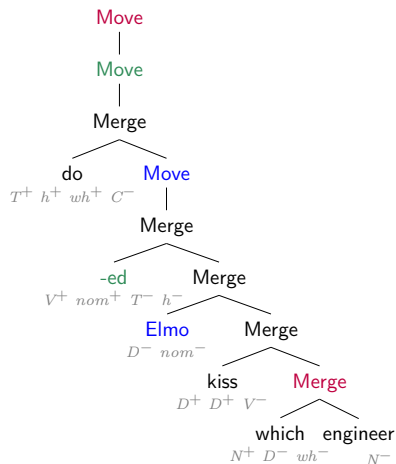 Move
Move
Merge
do Move
T⁺ h⁺ wh⁺ C⁻
Merge
-ed Merge
V⁺ nom⁺ T⁻ h⁻
Elmo Merge
D⁻ nom⁻
kiss Merge
D⁺ D⁺ V⁻
which engineer
N⁺ D⁻ wh⁻ N⁻